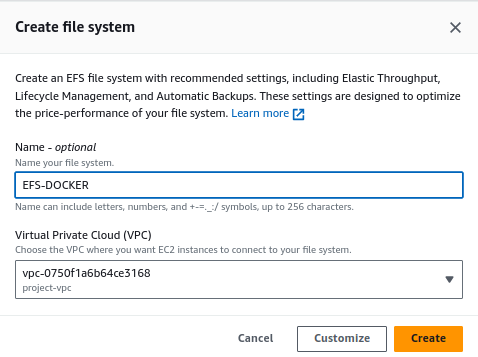 Create file system
Create an EFS file system with recommended settings, including Elastic Throughput,
Lifecycle Management, and Automatic Backups. These settings are designed to optimize
the price-performance of your file system. Learn more
Name - optional
Name your file system.
EFS-DOCKER
Name can include letters, numbers, and +-=._:/ symbols, up to 256 characters.
Virtual Private Cloud (VPC)
Choose the VPC where you want EC2 instances to connect to your file system.
vpc-0750f1a6b64ce3168
project-vpc
Cancel Customize Create